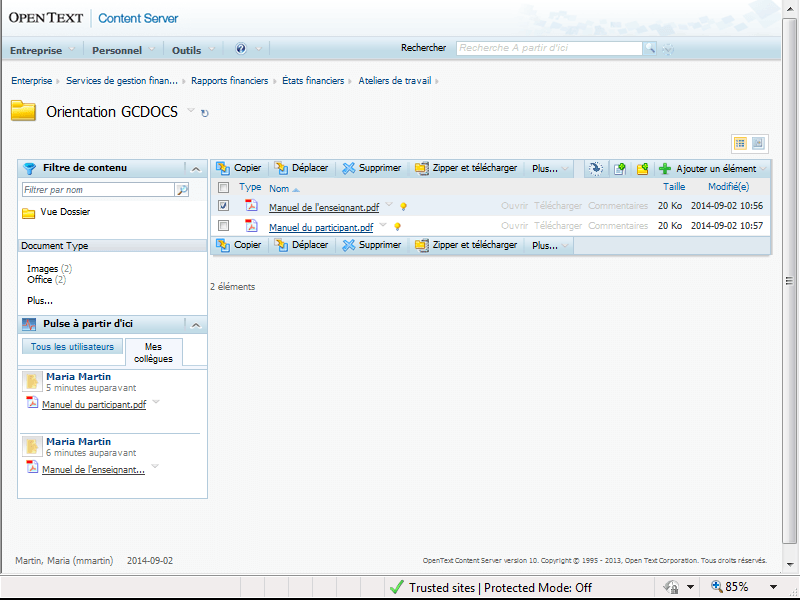 OPENTEXT Content Server
Entreprise Personnel Outils
Rechercher Recherche A partir d'ici
Entreprise Services de gestion finan... Rapports financiers États financiers Ateliers de travail
Orientation GCDOCS
Filtre de contenu
Filtrer par nom
Vue Dossier
Document Type
Images (2)
Office (2)
Plus...
Pulse à partir d'ici
Tous les utilisateurs
Mes collègues
Maria Martin
5 minutes auparavant
Manuel du participant.pdf
Maria Martin
6 minutes auparavant
Manuel de l'enseignant...
Copier Déplacer Supprimer Zipper et télécharger Plus... Ajouter un élément
Type Nom Taille Modifié(e)
Manuel de l'enseignant.pdf Ouvrir Télécharger Commentaires 20 Ko 2014-09-02 10:56
Manuel du participant.pdf Ouvrir Télécharger Commentaires 20 Ko 2014-09-02 10:57
Copier Déplacer Supprimer Zipper et télécharger Plus...
2 éléments
Martin, Maria (mmartin) 2014-09-02
OpenText Content Server version 10. Copyright © 1995 - 2013, Open Text Corporation. Tous droits réservés.
Trusted sites | Protected Mode: Off 85%